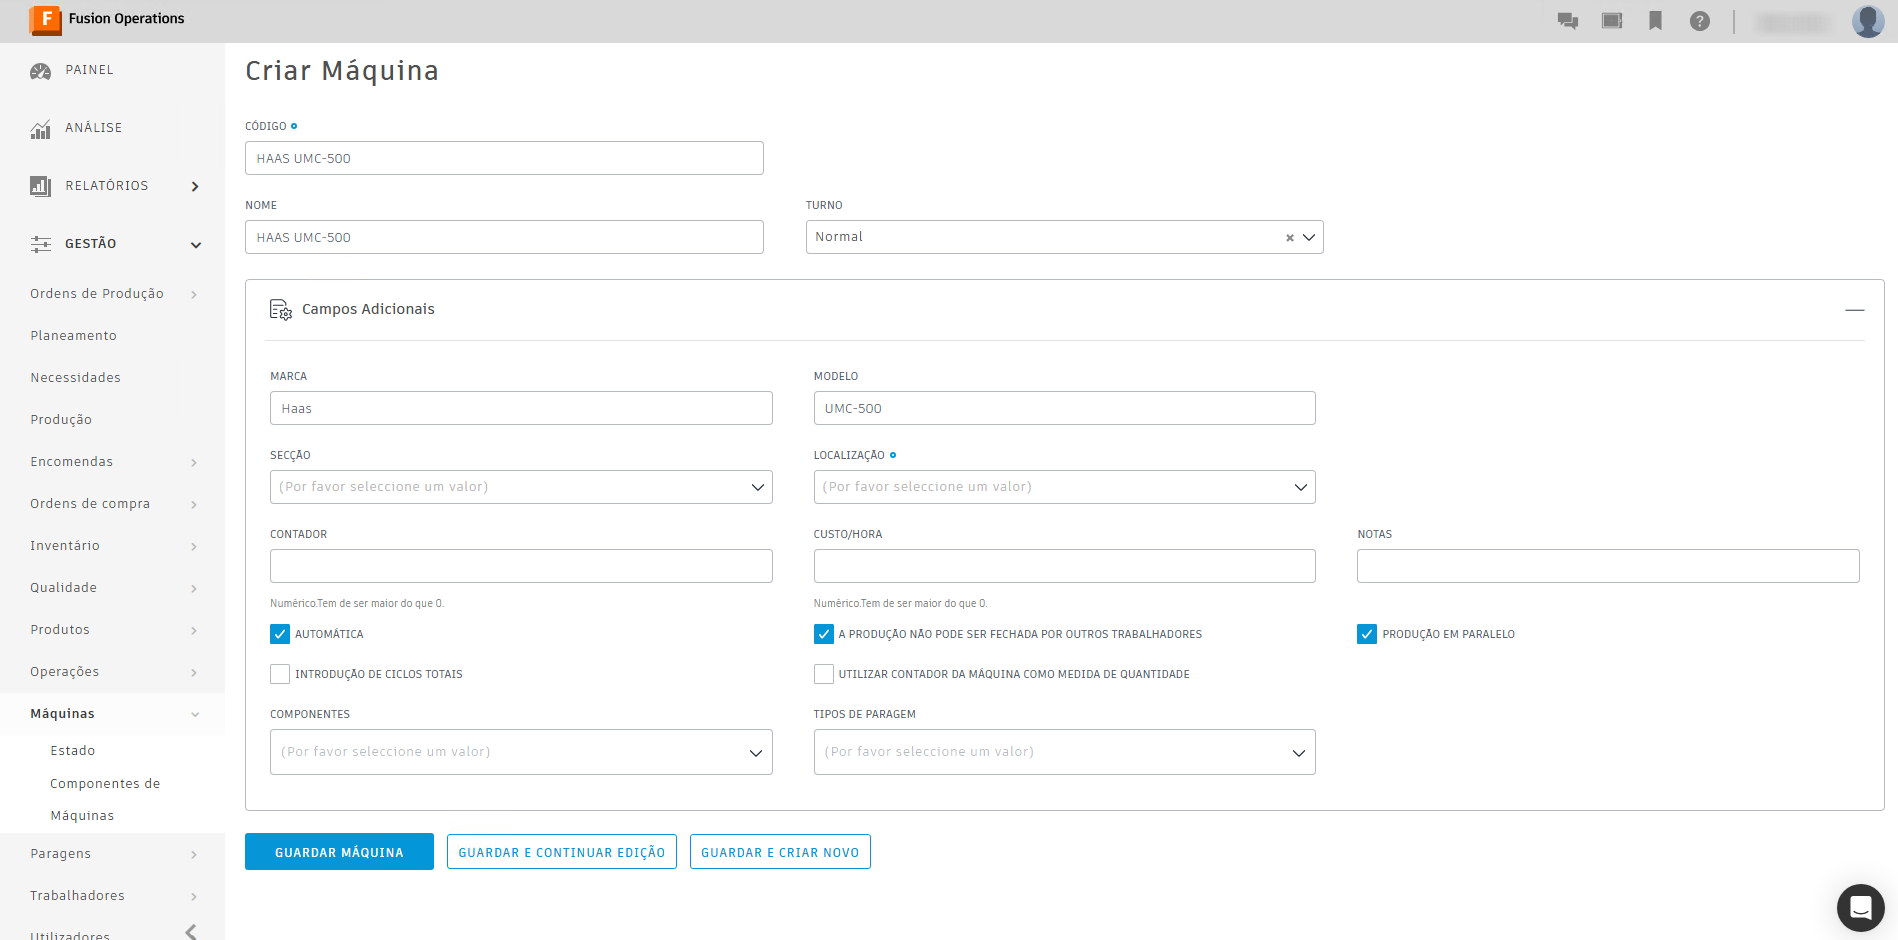 F Fusion Operations
?
PAINEL
ANÁLISE
RELATÓRIOS
GESTÃO
Ordens de Produção
Planeamento
Necessidades
Produção
Encomendas
Ordens de compra
Inventário
Qualidade
Produtos
Operações
Máquinas
Estado
Componentes de
Máquinas
Paragens
Trabalhadores
Utilizadores
Criar Máquina
CÓDIGO
HAAS UMC-500
NOME
HAAS UMC-500
TURNO
Normal
Campos Adicionais
MARCA
Haas
MODELO
UMC-500
SECÇÃO
(Por favor seleccione um valor)
LOCALIZAÇÃO
(Por favor seleccione um valor)
CONTADOR
Numérico.Tem de ser maior do que 0.
CUSTO/HORA
Numérico.Tem de ser maior do que 0.
NOTAS
AUTOMÁTICA
A PRODUÇÃO NÃO PODE SER FECHADA POR OUTROS TRABALHADORES
PRODUÇÃO EM PARALELO
INTRODUÇÃO DE CICLOS TOTAIS
UTILIZAR CONTADOR DA MÁQUINA COMO MEDIDA DE QUANTIDADE
COMPONENTES
(Por favor seleccione um valor)
TIPOS DE PARAGEM
(Por favor seleccione um valor)
GUARDAR MÁQUINA
GUARDAR E CONTINUAR EDIÇÃO
GUARDAR E CRIAR NOVO